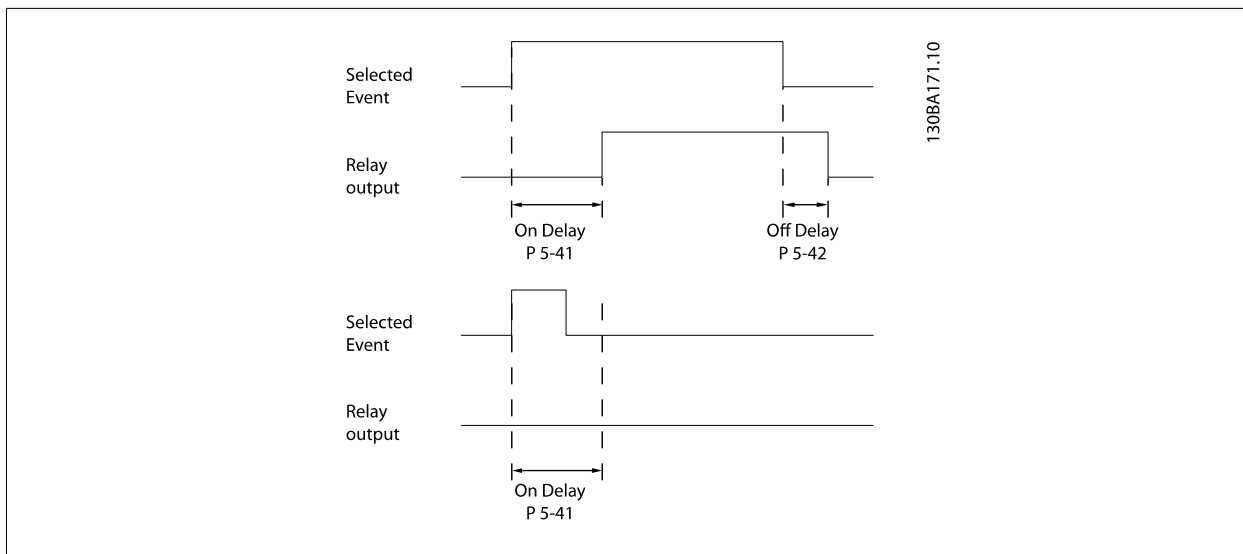 Selected
Event
130BA171.10
Relay
output
On Delay
P 5-41
Off Delay
P 5-42
Selected
Event
Relay
output
On Delay
P 5-41